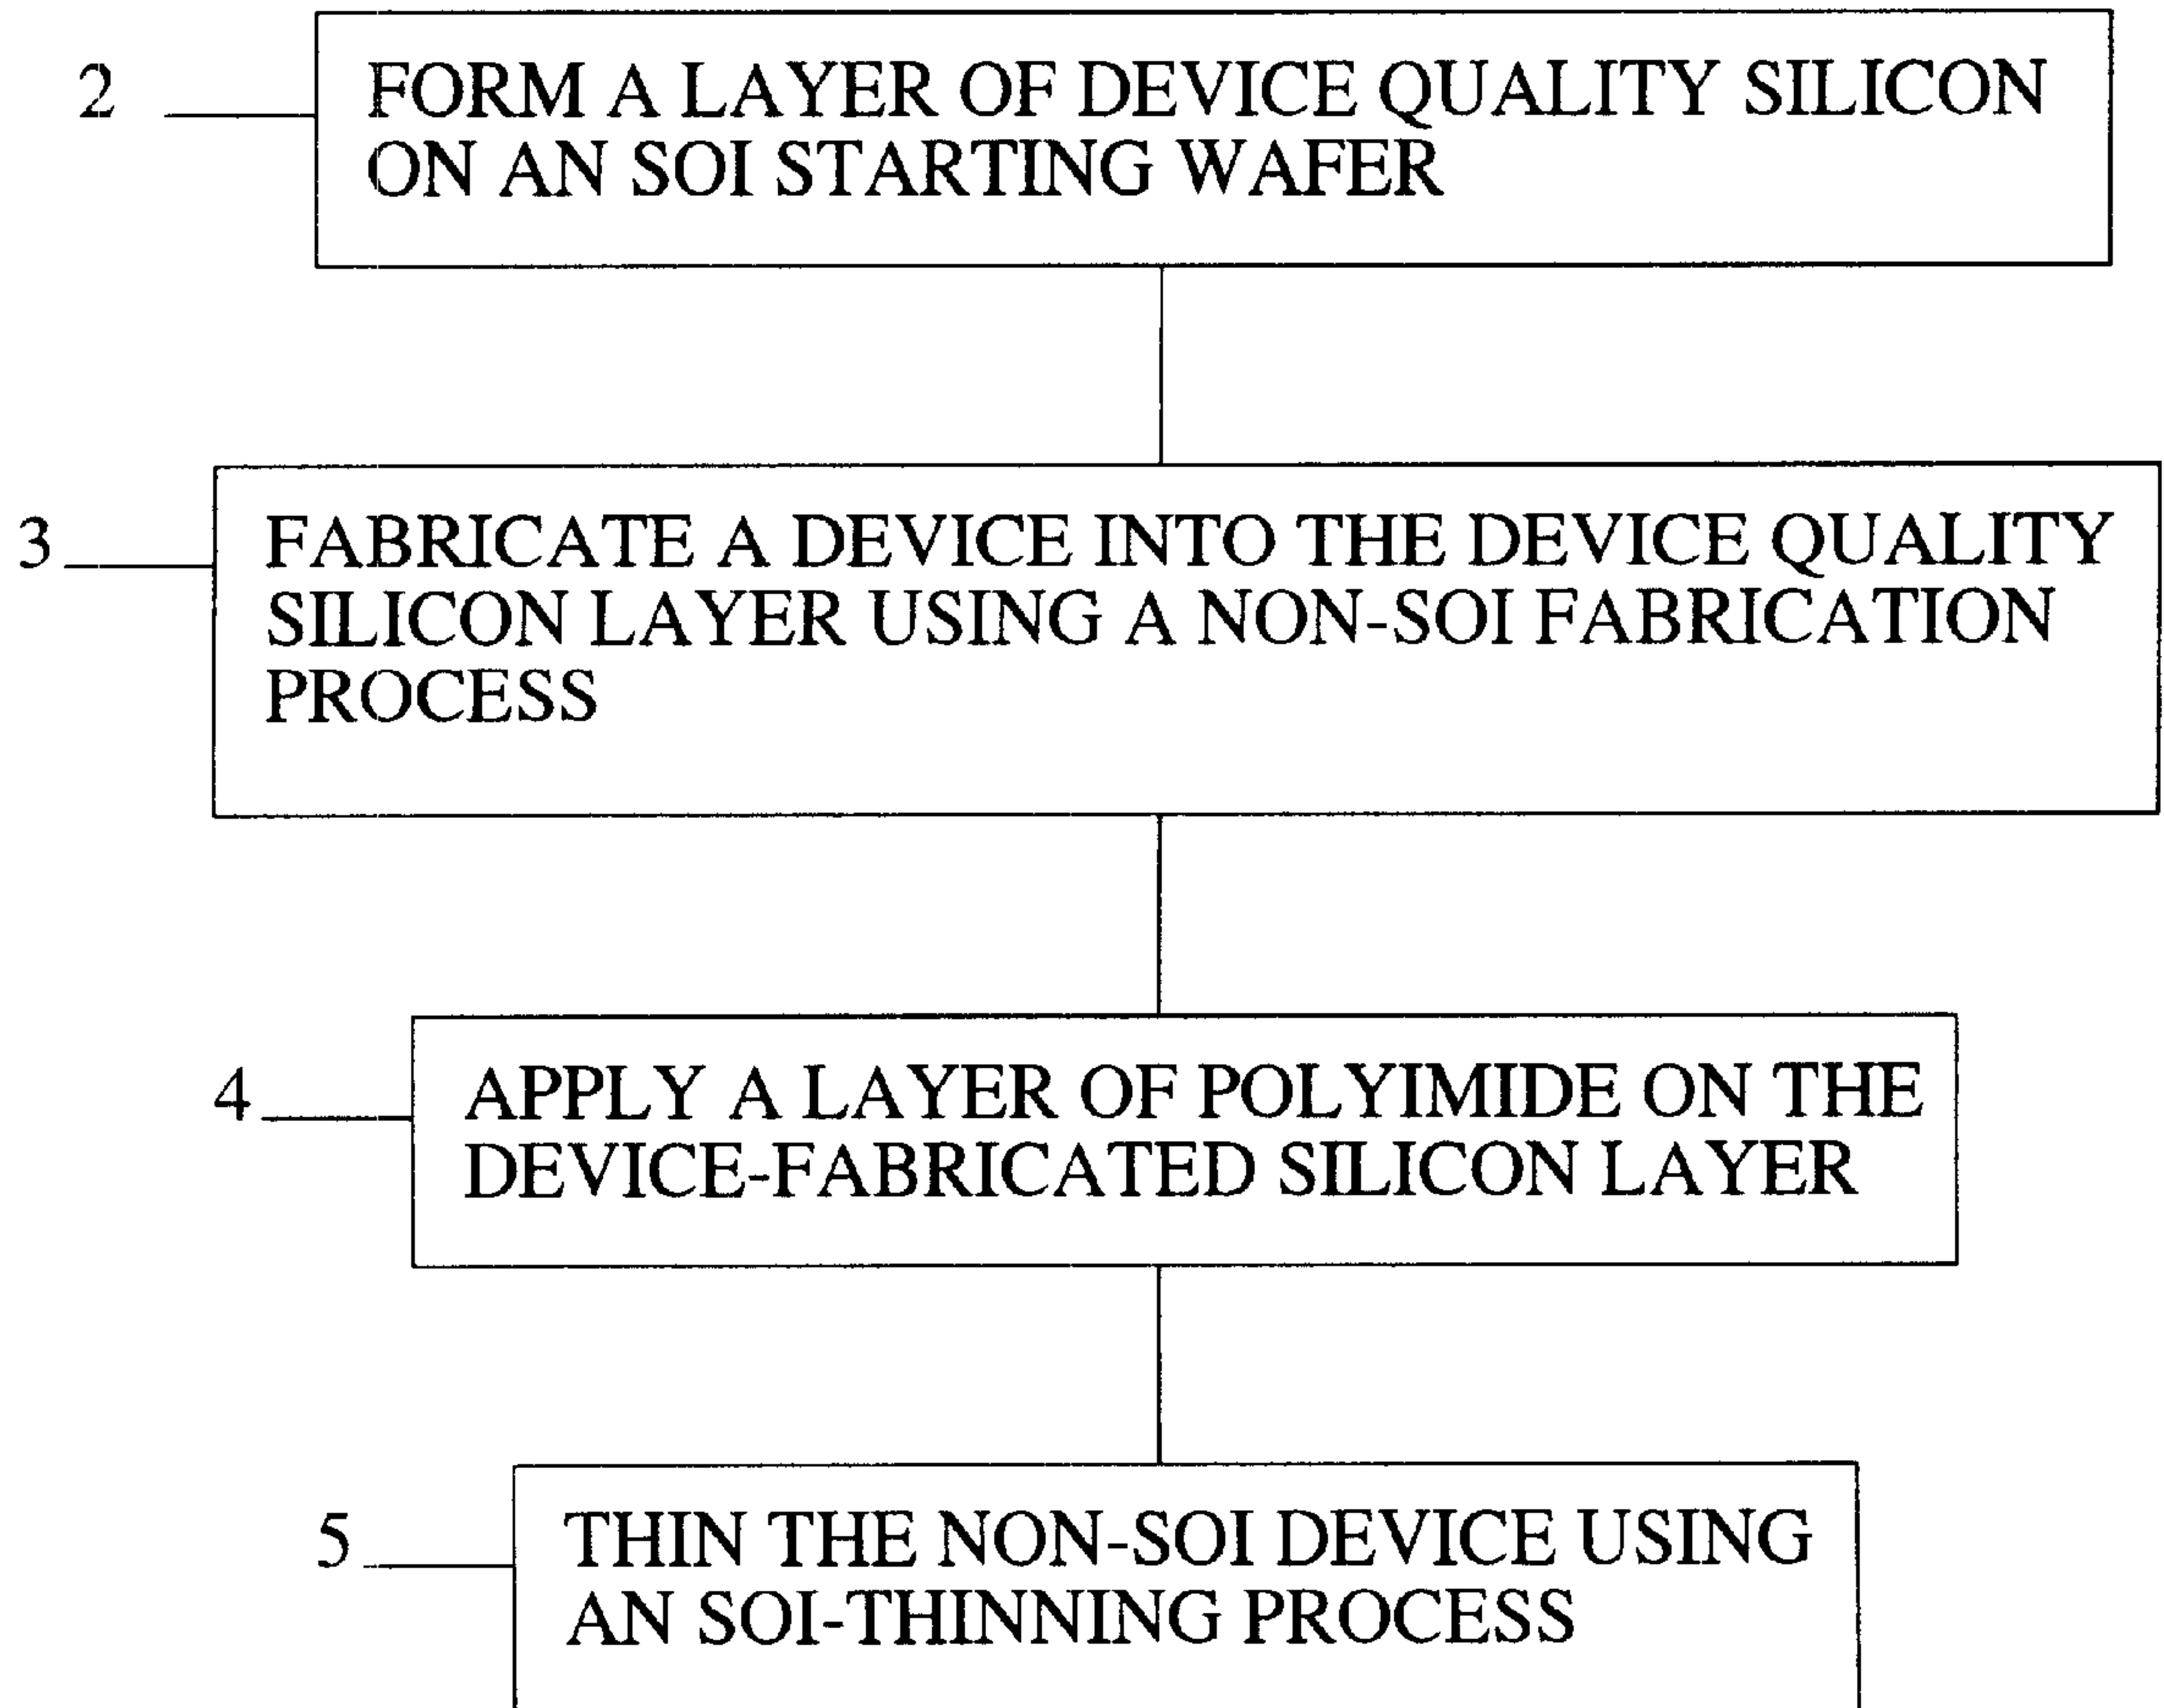 2
FORM A LAYER OF DEVICE QUALITY SILICON
ON AN SOI STARTING WAFER
3
FABRICATE A DEVICE INTO THE DEVICE QUALITY
SILICON LAYER USING A NON-SOI FABRICATION
PROCESS
4
APPLY A LAYER OF POLYIMIDE ON THE
DEVICE-FABRICATED SILICON LAYER
5
THIN THE NON-SOI DEVICE USING
AN SOI-THINNING PROCESS